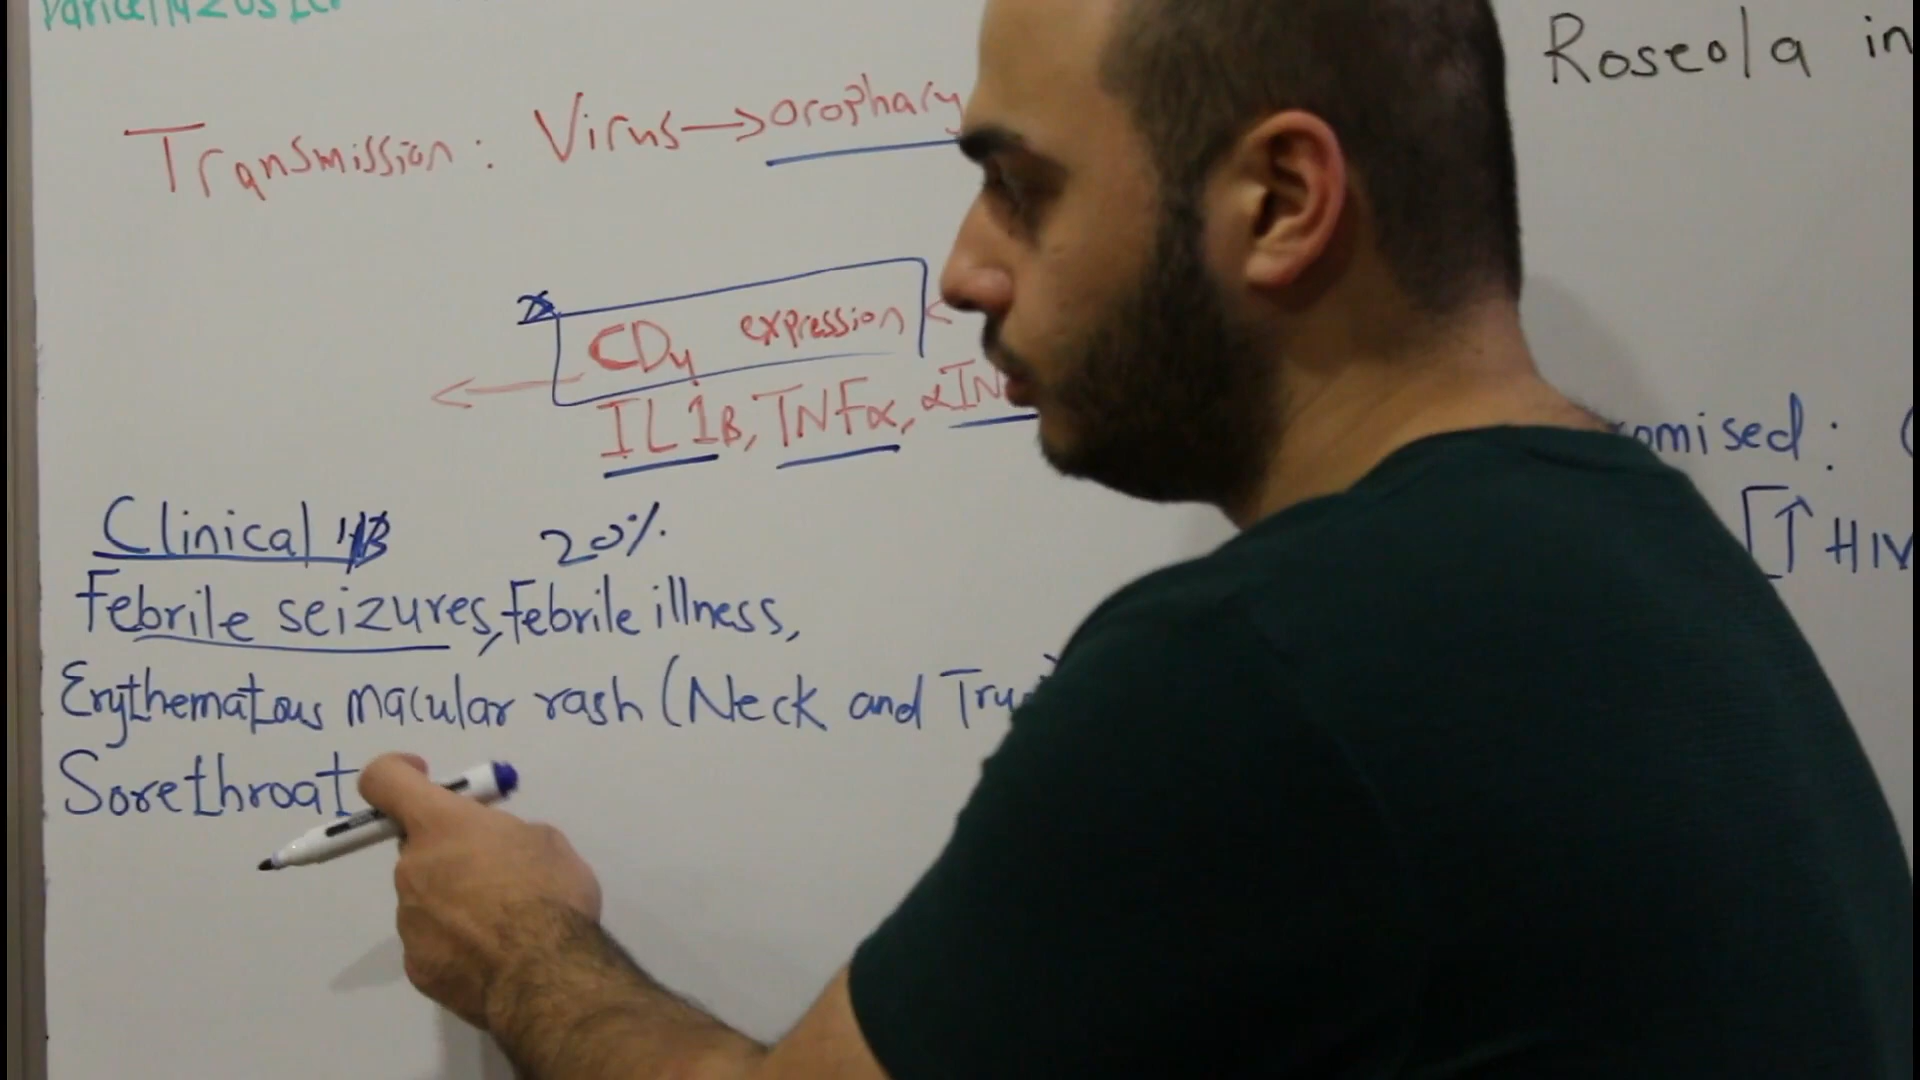 Roseola in
Transmission: Virus → orophary
CD4 expression
IL1B, TNFα, αIN
omised:
[↑ HIV
Clinical 20%
Febrile seizures, Febrile illness,
Erythematous macular rash (Neck and Tru
Sorethroat